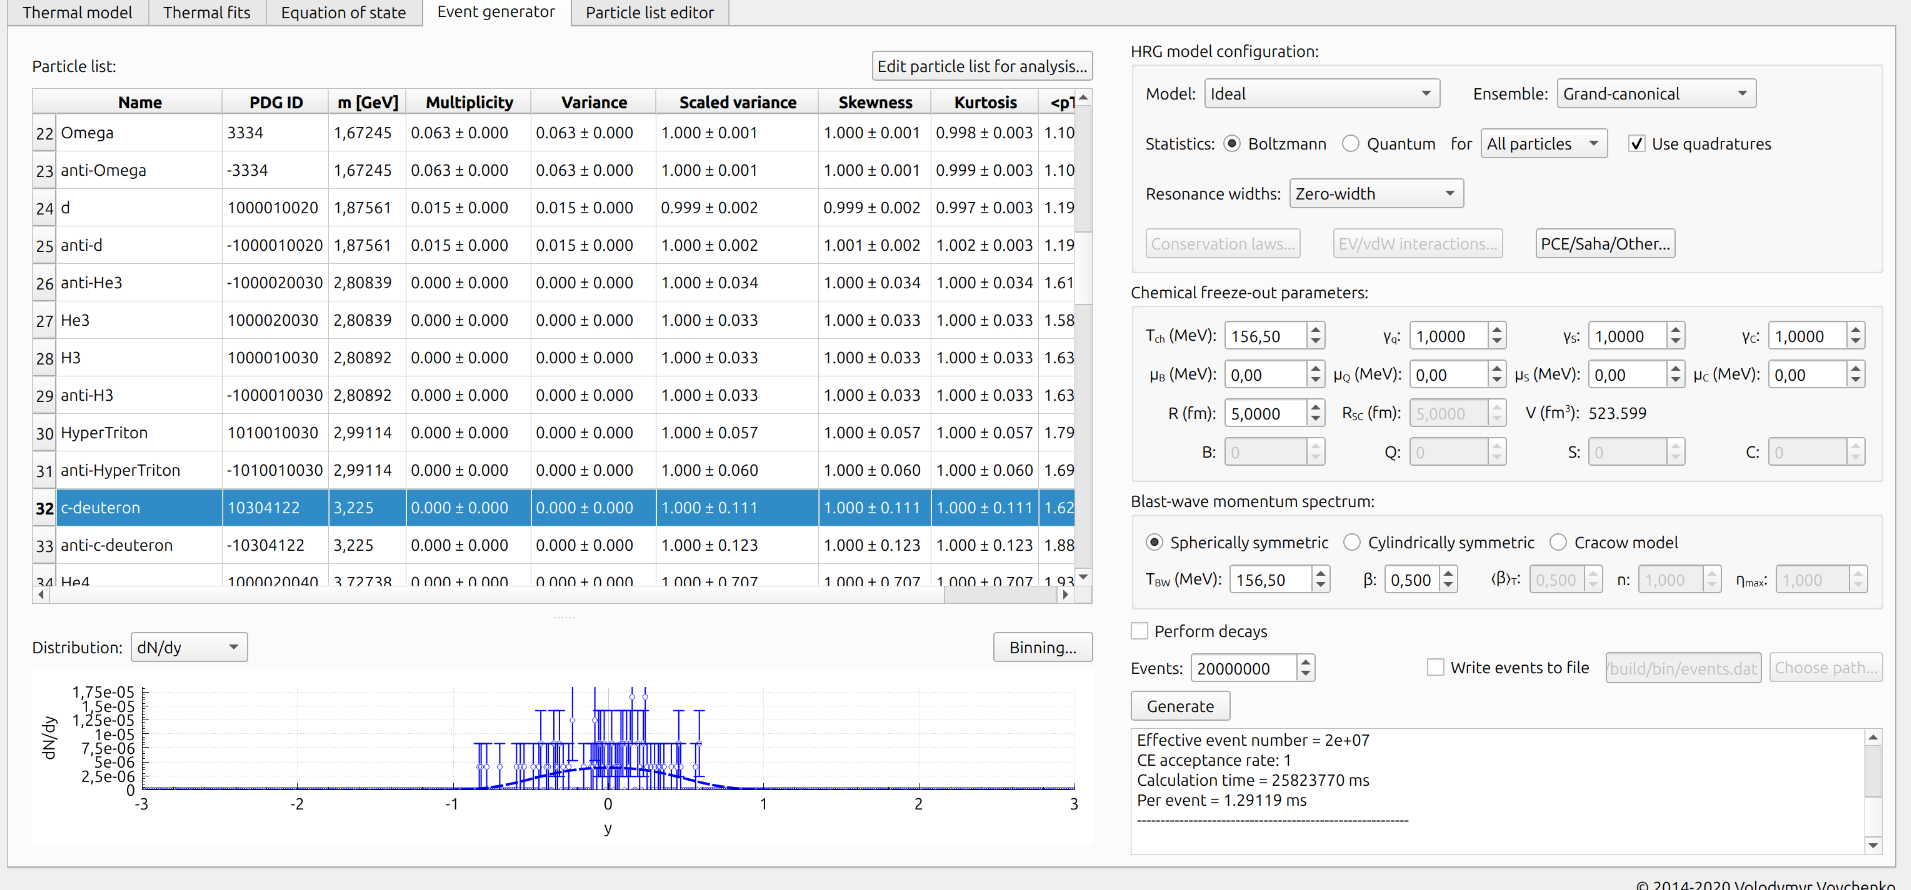 Thermal model Thermal fits Equation of state Event generator Particle list editor
Particle list: Edit particle list for analysis...
Name PDG ID m [GeV] Multiplicity Variance Scaled variance Skewness Kurtosis <pT
22 Omega 3334 1,67245 0.063 ± 0.000 0.063 ± 0.000 1.000 ± 0.001 1.000 ± 0.001 0.998 ± 0.003 1.10
23 anti-Omega -3334 1,67245 0.063 ± 0.000 0.063 ± 0.000 1.000 ± 0.001 1.000 ± 0.001 0.999 ± 0.003 1.10
24 d 1000010020 1,87561 0.015 ± 0.000 0.015 ± 0.000 0.999 ± 0.002 0.999 ± 0.002 0.997 ± 0.003 1.19
25 anti-d -1000010020 1,87561 0.015 ± 0.000 0.015 ± 0.000 1.000 ± 0.002 1.001 ± 0.002 1.002 ± 0.003 1.19
26 anti-He3 -1000020030 2,80839 0.000 ± 0.000 0.000 ± 0.000 1.000 ± 0.034 1.000 ± 0.034 1.000 ± 0.034 1.61
27 He3 1000020030 2,80839 0.000 ± 0.000 0.000 ± 0.000 1.000 ± 0.033 1.000 ± 0.033 1.000 ± 0.033 1.58
28 H3 1000010030 2,80892 0.000 ± 0.000 0.000 ± 0.000 1.000 ± 0.033 1.000 ± 0.033 1.000 ± 0.033 1.63
29 anti-H3 -1000010030 2,80892 0.000 ± 0.000 0.000 ± 0.000 1.000 ± 0.033 1.000 ± 0.033 1.000 ± 0.033 1.63
30 HyperTriton 1010010030 2,99114 0.000 ± 0.000 0.000 ± 0.000 1.000 ± 0.057 1.000 ± 0.057 1.000 ± 0.057 1.79
31 anti-HyperTriton -1010010030 2,99114 0.000 ± 0.000 0.000 ± 0.000 1.000 ± 0.060 1.000 ± 0.060 1.000 ± 0.060 1.69
32 c-deuteron 10304122 3,225 0.000 ± 0.000 0.000 ± 0.000 1.000 ± 0.111 1.000 ± 0.111 1.000 ± 0.111 1.62
33 anti-c-deuteron -10304122 3,225 0.000 ± 0.000 0.000 ± 0.000 1.000 ± 0.123 1.000 ± 0.123 1.000 ± 0.123 1.88
34 He4 1000020040 3,72738 0.000 ± 0.000 0.000 ± 0.000 1.000 ± 0.707 1.000 ± 0.707 1.000 ± 0.707 1.93
Distribution: dN/dy Binning...
dN/dy
1,75e-05
1,5e-05
1,25e-05
1e-05
7,5e-06
5e-06
2,5e-06
0
-3 -2 -1 0 1 2 3
y
HRG model configuration:
Model: Ideal Ensemble: Grand-canonical
Statistics: Boltzmann Quantum for All particles Use quadratures
Resonance widths: Zero-width
Conservation laws... EV/vdW interactions... PCE/Saha/Other...
Chemical freeze-out parameters:
Tch (MeV): 156,50 γq: 1,0000 γS: 1,0000 γC: 1,0000
μB (MeV): 0,00 μQ (MeV): 0,00 μS (MeV): 0,00 μC (MeV): 0,00
R (fm): 5,0000 RSC (fm): 5,0000 V (fm³): 523.599
B: 0 Q: 0 S: 0 C: 0
Blast-wave momentum spectrum:
Spherically symmetric Cylindrically symmetric Cracow model
TBW (MeV): 156,50 β: 0,500 ⟨β⟩T: 0,500 n: 1,000 ηmax: 1,000
Perform decays
Events: 20000000 Write events to file /build/bin/events.dat Choose path...
Generate
Effective event number = 2e+07
CE acceptance rate: 1
Calculation time = 25823770 ms
Per event = 1.29119 ms
----------------------------------------------------------
© 2014-2020 Volodymyr Vovchenko